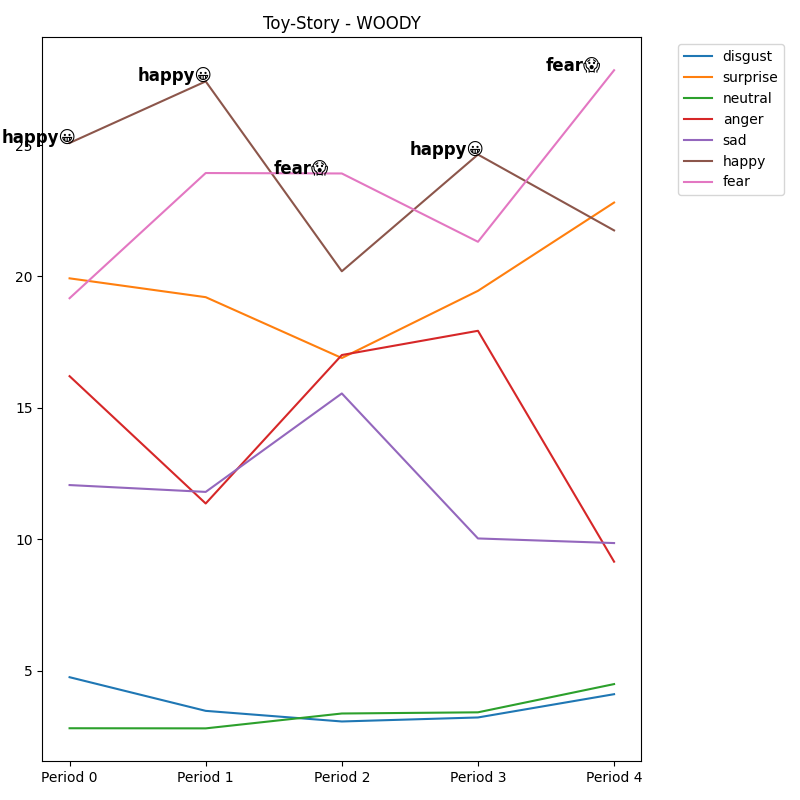 Toy-Story - WOODY
happy😀
happy😀
fear😱
happy😀
fear😱
25
20
15
10
5
Period 0 Period 1 Period 2 Period 3 Period 4
disgust
surprise
neutral
anger
sad
happy
fear